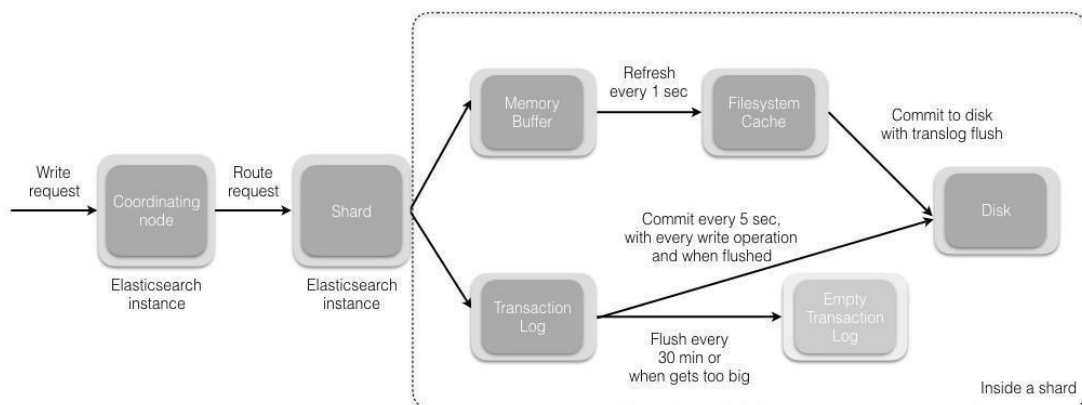 Write
request
Coordinating
node
Elasticsearch
instance
Route
request
Shard
Elasticsearch
instance
Memory
Buffer
Refresh
every 1 sec
Filesystem
Cache
Commit to disk
with translog flush
Disk
Commit every 5 sec,
with every write operation
and when flushed
Transaction
Log
Flush every
30 min or
when gets too big
Empty
Transaction
Log
Inside a shard